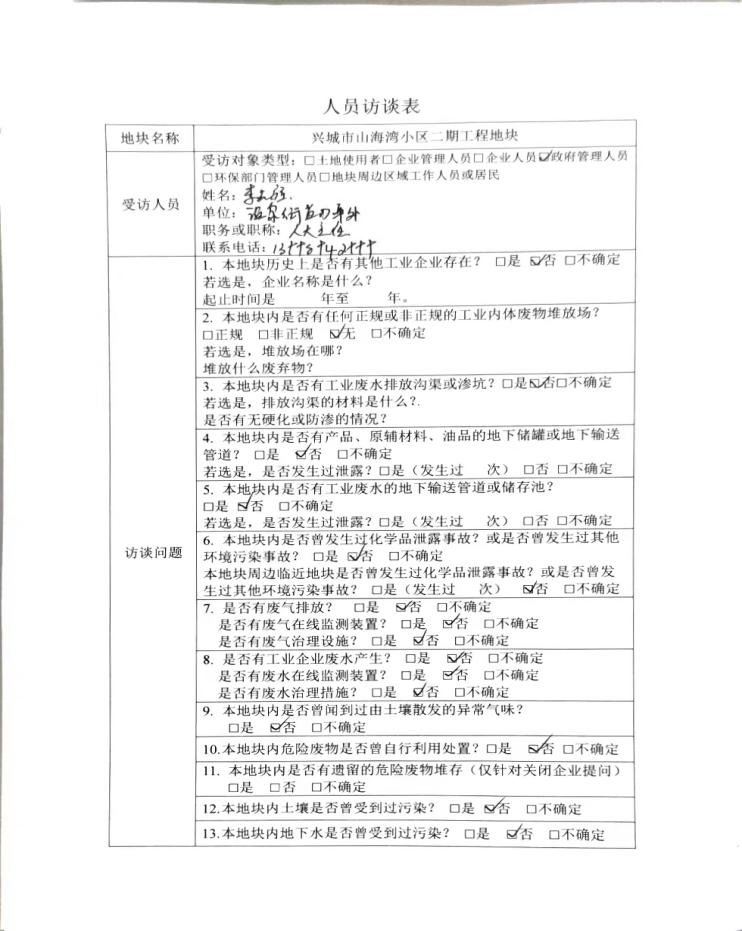 人员访谈表
地块名称 兴城市山海湾小区二期工程地块
受访对象类型：□土地使用者□企业管理人员□企业人员☑政府管理人员
□环保部门管理人员□地块周边区域工作人员或居民
受访人员
姓名：李
单位：街道办事处
职务或职称：人大主任
联系电话：
1. 本地块历史上是否有其他工业企业存在？ □是 ☑否 □不确定
若选是，企业名称是什么？
起止时间是 年至 年。
2. 本地块内是否有任何正规或非正规的工业内体废物堆放场？
□正规 □非正规 ☑无 □不确定
若选是，堆放场在哪？
堆放什么废弃物？
3. 本地块内是否有工业废水排放沟渠或渗坑？□是☑否□不确定
若选是，排放沟渠的材料是什么？.
是否有无硬化或防渗的情况？
4. 本地块内是否有产品、原辅材料、油品的地下储罐或地下输送
管道？ □是 ☑否 □不确定
若选是，是否发生过泄露？□是（发生过 次） □否 □不确定
5. 本地块内是否有工业废水的地下输送管道或储存池？
□是 ☑否 □不确定
若选是，是否发生过泄露？□是（发生过 次） □否 □不确定
访谈问题
6. 本地块内是否曾发生过化学品泄露事故？或是否曾发生过其他
环境污染事故？ □是 ☑否 □不确定
本地块周边临近地块是否曾发生过化学品泄露事故？或是否曾发
生过其他环境污染事故？ □是（发生过 次） ☑否 □不确定
7. 是否有废气排放？ □是 ☑否 □不确定
是否有废气在线监测装置？ □是 ☑否 □不确定
是否有废气治理设施？ □是 ☑否 □不确定
8. 是否有工业企业废水产生？ □是 ☑否 □不确定
是否有废水在线监测装置？ □是 ☑否 □不确定
是否有废水治理措施？ □是 ☑否 □不确定
9. 本地块内是否曾闻到过由土壤散发的异常气味？
□是 ☑否 □不确定
10.本地块内危险废物是否曾自行利用处置？□是 ☑否 □不确定
11. 本地块内是否有遗留的危险废物堆存（仅针对关闭企业提问）
□是 □否 □不确定
12.本地块内土壤是否曾受到过污染？ □是 ☑否 □不确定
13.本地块内地下水是否曾受到过污染？ □是 ☑否 □不确定